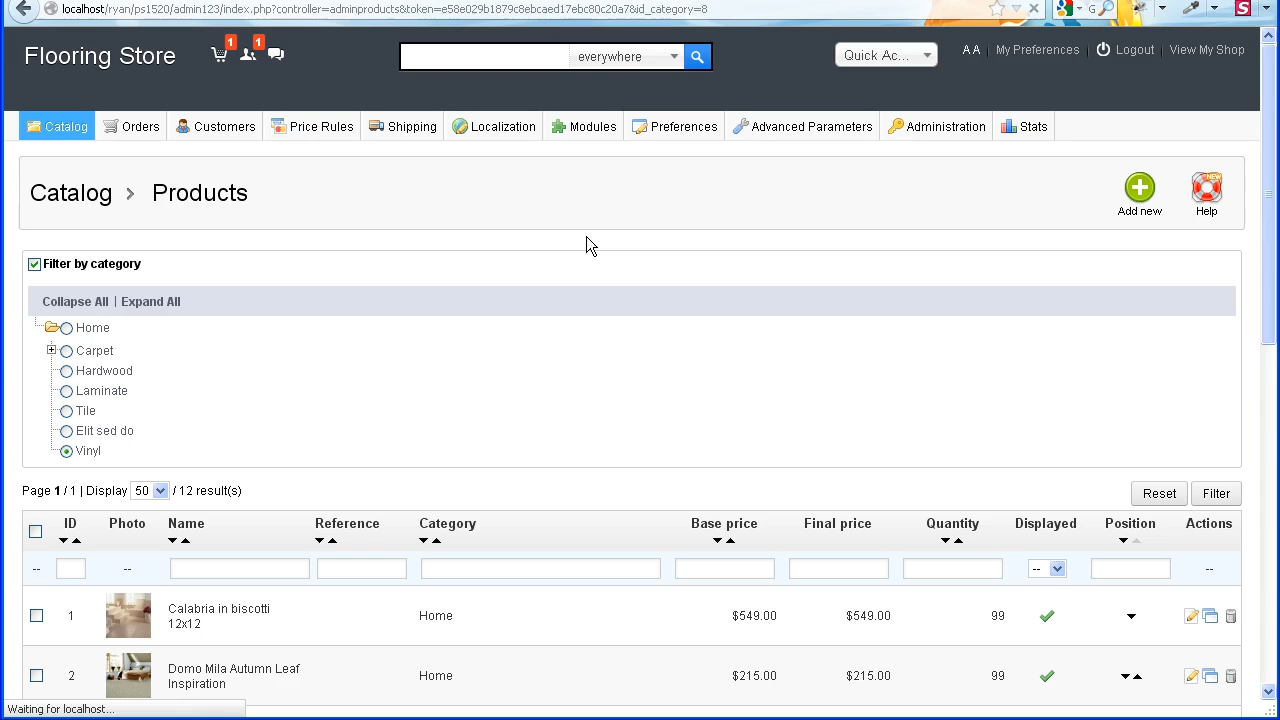 localhost/ryan/ps1520/admin123/index.php?controller=adminproducts&token=e58e029b1879c8ebcaed17ebc80c20a7&id_category=8
Flooring Store 1 1 everywhere Quick Ac... A A | My Preferences | Logout | View My Shop
Catalog Orders Customers Price Rules Shipping Localization Modules Preferences Advanced Parameters Administration Stats
Catalog > Products
Add new NEW Help
Filter by category
Collapse All | Expand All
Home
Carpet
Hardwood
Laminate
Tile
Elit sed do
Vinyl
Page 1 / 1 | Display 50 / 12 result(s) Reset Filter
ID Photo Name Reference Category Base price Final price Quantity Displayed Position Actions
-- -- -- --
1 Calabria in biscotti 12x12 Home $549.00 $549.00 99
2 Domo Mila Autumn Leaf Inspiration Home $215.00 $215.00 99
Waiting for localhost...